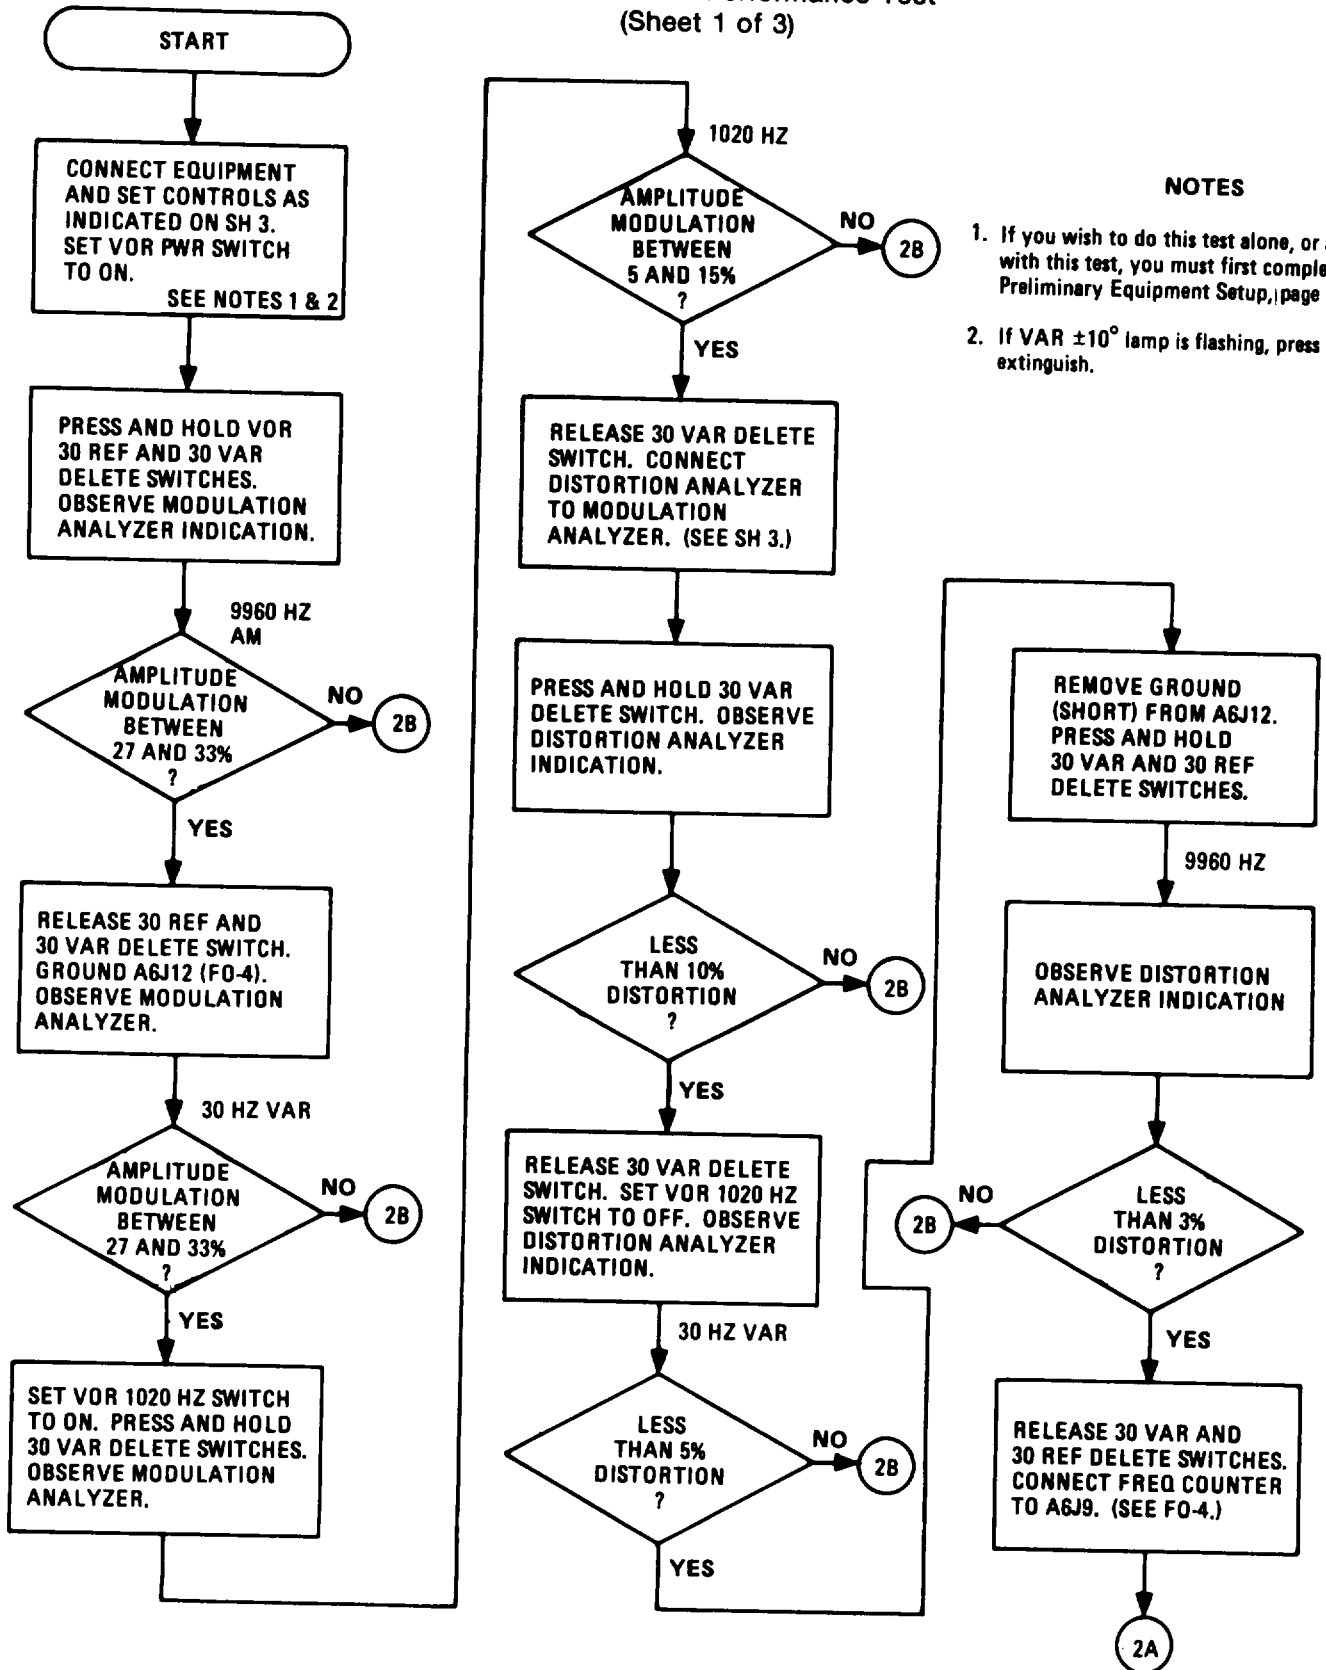 (Sheet 1 of 3)
START
CONNECT EQUIPMENT
AND SET CONTROLS AS
INDICATED ON SH 3.
SET VOR PWR SWITCH
TO ON.
SEE NOTES 1 & 2
PRESS AND HOLD VOR
30 REF AND 30 VAR
DELETE SWITCHES.
OBSERVE MODULATION
ANALYZER INDICATION.
9960 HZ
AM
AMPLITUDE
MODULATION
BETWEEN
27 AND 33%
?
NO
2B
YES
RELEASE 30 REF AND
30 VAR DELETE SWITCH.
GROUND A6J12 (FO-4).
OBSERVE MODULATION
ANALYZER.
30 HZ VAR
AMPLITUDE
MODULATION
BETWEEN
27 AND 33%
?
NO
2B
YES
SET VOR 1020 HZ SWITCH
TO ON. PRESS AND HOLD
30 VAR DELETE SWITCHES.
OBSERVE MODULATION
ANALYZER.
1020 HZ
AMPLITUDE
MODULATION
BETWEEN
5 AND 15%
?
NO
2B
YES
RELEASE 30 VAR DELETE
SWITCH. CONNECT
DISTORTION ANALYZER
TO MODULATION
ANALYZER. (SEE SH 3.)
PRESS AND HOLD 30 VAR
DELETE SWITCH. OBSERVE
DISTORTION ANALYZER
INDICATION.
LESS
THAN 10%
DISTORTION
?
NO
2B
YES
RELEASE 30 VAR DELETE
SWITCH. SET VOR 1020 HZ
SWITCH TO OFF. OBSERVE
DISTORTION ANALYZER
INDICATION.
30 HZ VAR
LESS
THAN 5%
DISTORTION
?
NO
2B
YES
NOTES
1. If you wish to do this test alone, or
with this test, you must first
Preliminary Equipment Setup, page
2. If VAR ±10° lamp is flashing, press
extinguish.
REMOVE GROUND
(SHORT) FROM A6J12.
PRESS AND HOLD
30 VAR AND 30 REF
DELETE SWITCHES.
9960 HZ
OBSERVE DISTORTION
ANALYZER INDICATION
LESS
THAN 3%
DISTORTION
?
NO
2B
YES
RELEASE 30 VAR AND
30 REF DELETE SWITCHES.
CONNECT FREQ COUNTER
TO A6J9. (SEE FO-4.)
2A